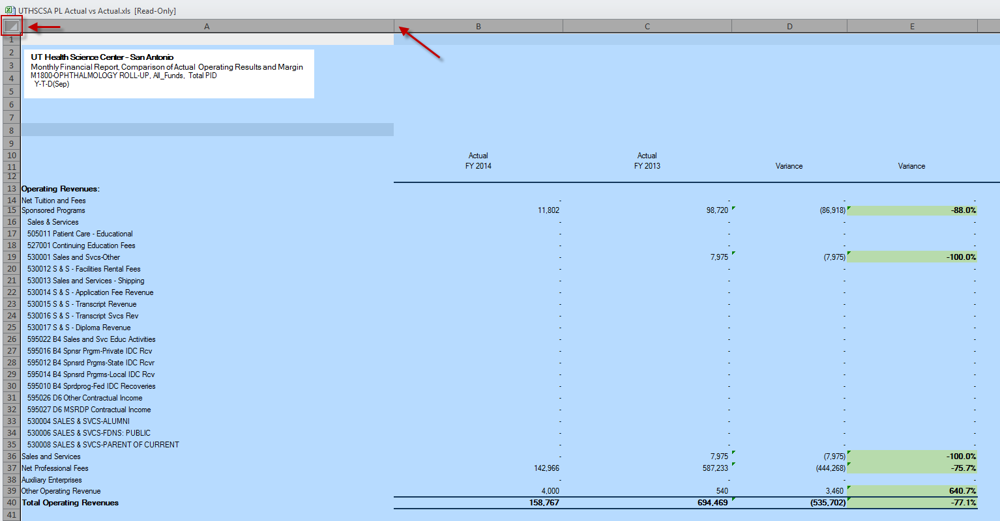 UTHSCSA PL Actual vs Actual.xls [Read-Only]
A B C D E
1
2 UT Health Science Center - San Antonio
3 Monthly Financial Report, Comparison of Actual Operating Results and Margin
4 M1800-OPHTHALMOLOGY ROLL-UP, All_Funds, Total PID
Y-T-D(Sep)
5
6
7
8
9
10 Actual Actual
11 FY 2014 FY 2013 Variance Variance
12
13 Operating Revenues:
14 Net Tuition and Fees - - - -
15 Sponsored Programs 11,802 98,720 (86,918) -88.0%
16 Sales & Services - - - -
17 505011 Patient Care - Educational - - - -
18 527001 Continuing Education Fees - - - -
19 530001 Sales and Svcs-Other - 7,975 (7,975) -100.0%
20 530012 S & S - Facilities Rental Fees - - - -
21 530013 Sales and Services - Shipping - - - -
22 530014 S & S - Application Fee Revenue - - - -
23 530015 S & S - Transcript Revenue - - - -
24 530016 S & S - Transcript Svcs Rev - - - -
25 530017 S & S - Diploma Revenue - - - -
26 595022 B4 Sales and Svc Educ Activities - - - -
27 595016 B4 Spnsr Prgm-Private IDC Rcv - - - -
28 595012 B4 Spnsrd Prgms-State IDC Rcvr - - - -
29 595014 B4 Spnsrd Prgms-Local IDC Rcv - - - -
30 595010 B4 Sprdprog-Fed IDC Recoveries - - - -
31 595026 D6 Other Contractual Income - - - -
32 595027 D6 MSRDP Contractual Income - - - -
33 530004 SALES & SVCS-ALUMNI - - - -
34 530006 SALES & SVCS-FDNS: PUBLIC - - - -
35 530008 SALES & SVCS-PARENT OF CURRENT - - - -
36 Sales and Services - 7,975 (7,975) -100.0%
37 Net Professional Fees 142,966 587,233 (444,268) -75.7%
38 Auxiliary Enterprises - - - -
39 Other Operating Revenue 4,000 540 3,460 640.7%
40 Total Operating Revenues 158,767 694,469 (535,702) -77.1%
41